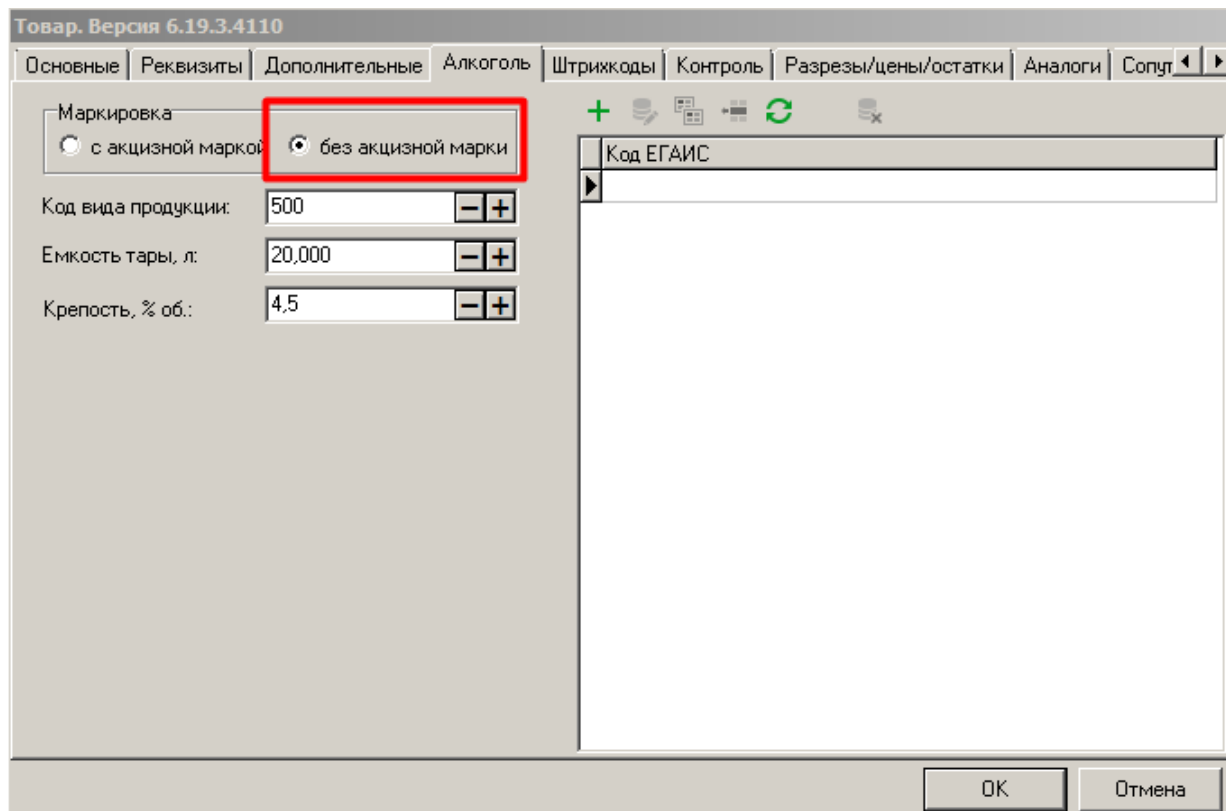 Товар. Версия 6.19.3.4110
Основные Реквизиты Дополнительные Алкоголь Штрихкоды Контроль Разрезы/цены/остатки Аналоги Сопут
Маркировка
с акцизной маркой без акцизной марки
Код ЕГАИС
Код вида продукции: 500
Емкость тары, л: 20,000
Крепость, % об.: 4,5
OK Отмена